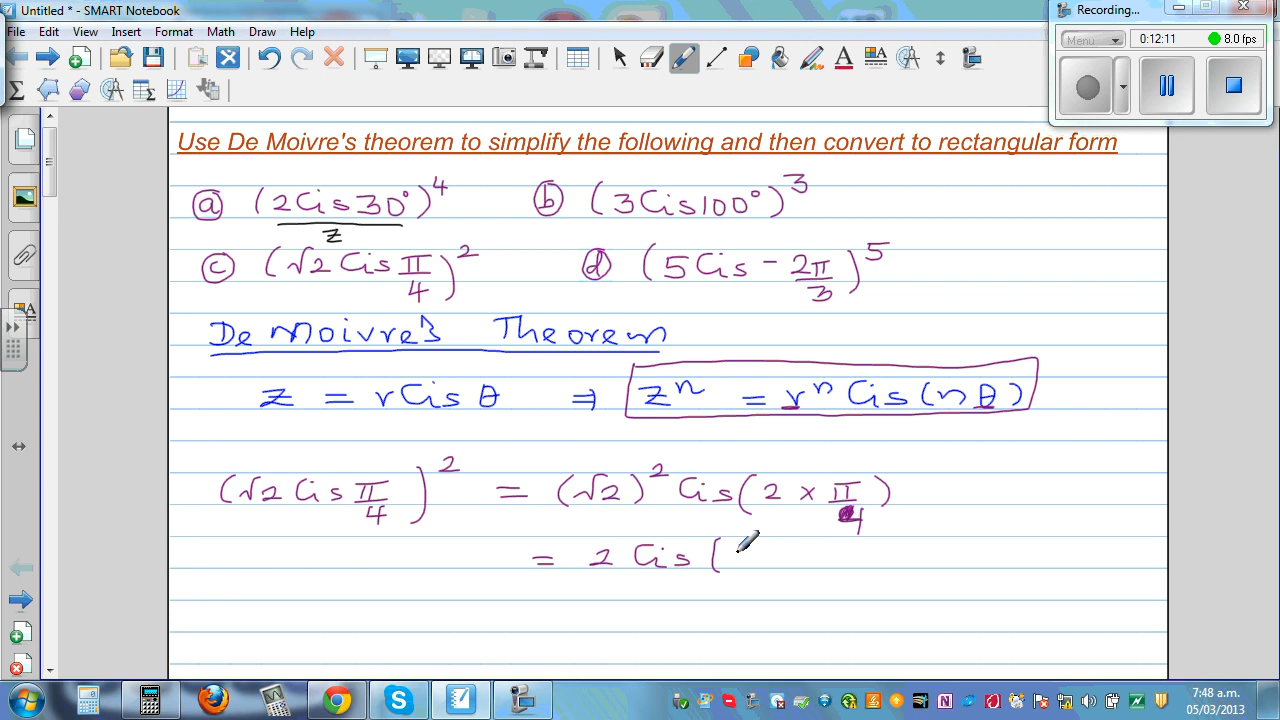 Untitled * - SMART Notebook
Recording...
File Edit View Insert Format Math Draw Help
Menu 0:12:11 8.0 fps
Use De Moivre's theorem to simplify the following and then convert to rectangular form
ⓐ (2Cis30°)^4 ⓑ (3Cis100°)^3
z
ⓒ (√2 Cis π/4)^2 ⓓ (5Cis -2π/3)^5
De Moivre's Theorem
z = rCis θ ⇒ z^n = r^n Cis(nθ)
(√2 Cis π/4)^2 = (√2)^2 Cis(2 × π/4)
= 2 Cis (
7:48 a.m.
05/03/2013